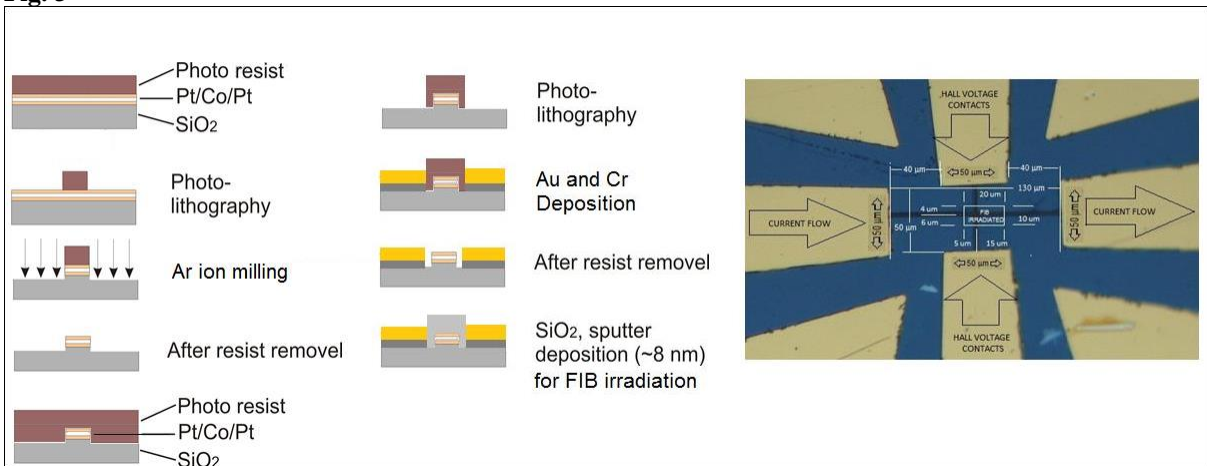 Photo resist
Pt/Co/Pt
SiO2
Photo-
lithography
Ar ion milling
After resist removel
Photo resist
Pt/Co/Pt
SiO2
Photo-
lithography
Au and Cr
Deposition
After resist removel
SiO2, sputter
deposition (~8 nm)
for FIB irradiation
HALL VOLTAGE
CONTACTS
40 µm
50 µm
40 µm
130 µm
20 um
CURRENT FLOW
50 µm
4 um
6 um
50 µm
FIB
IRRADIATED
10 um
50 µm
CURRENT FLOW
5 um
15 um
50 µm
HALL VOLTAGE
CONTACTS